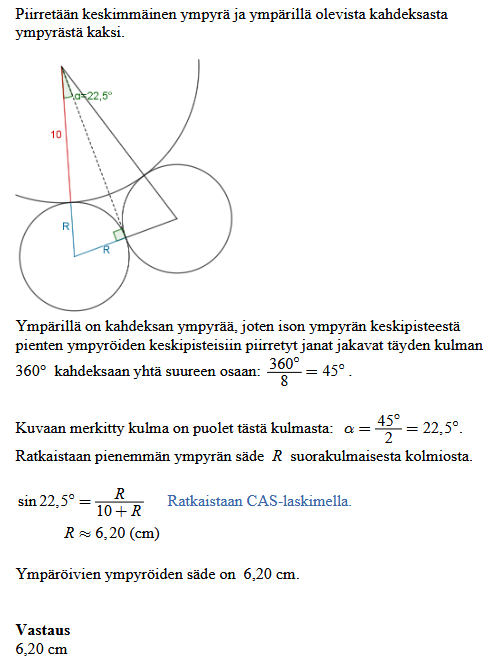 Piirretään keskimmäinen ympyrä ja ympärillä olevista kahdeksasta
ympyrästä kaksi.
α=22,5°
10
R
R
Ympärillä on kahdeksan ympyrää, joten ison ympyrän keskipisteestä
pienten ympyröiden keskipisteisiin piirretyt janat jakavat täyden kulman
360° kahdeksaan yhtä suureen osaan: 360°/8 = 45° .
Kuvaan merkitty kulma on puolet tästä kulmasta: α = 45°/2 = 22,5°.
Ratkaistaan pienemmän ympyrän säde R suorakulmaisesta kolmiosta.
sin 22,5° = R/(10 + R) Ratkaistaan CAS-laskimella.
R ≈ 6,20 (cm)
Ympäröivien ympyröiden säde on 6,20 cm.
Vastaus
6,20 cm